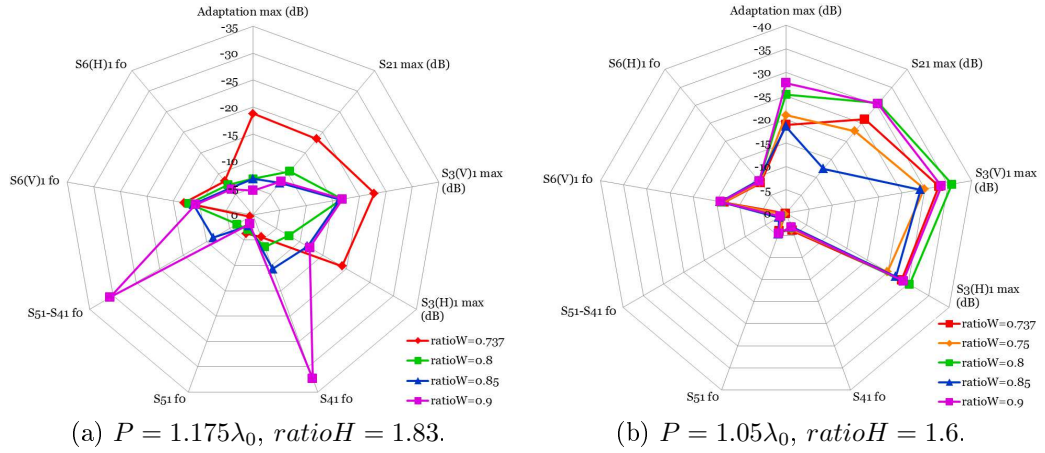 Adaptation max (dB)
-35
-30
-25
-20
-15
-10
-5
0
S21 max (dB)
S3(V)1 max
(dB)
S3(H)1 max
(dB)
S41 fo
S51 fo
S51-S41 fo
S6(V)1 fo
S6(H)1 fo
ratioW=0.737
ratioW=0.8
ratioW=0.85
ratioW=0.9
(a) P = 1.175λ₀, ratioH = 1.83.
Adaptation max (dB)
-40
-35
-30
-25
-20
-15
-10
-5
0
S21 max (dB)
S3(V)1 max
(dB)
S3(H)1 max
(dB)
S41 fo
S51 fo
S51-S41 fo
S6(V)1 fo
S6(H)1 fo
ratioW=0.737
ratioW=0.75
ratioW=0.8
ratioW=0.85
ratioW=0.9
(b) P = 1.05λ₀, ratioH = 1.6.